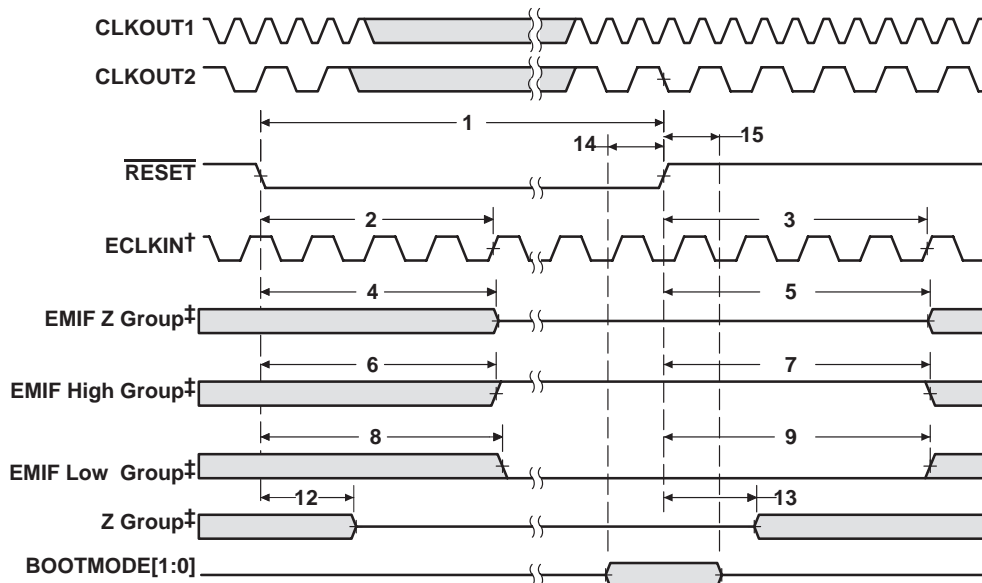 CLKOUT1
CLKOUT2
1
14
15
RESET
2
3
ECLKIN†
4
5
EMIF Z Group‡
6
7
EMIF High Group‡
8
9
EMIF Low Group‡
12
13
Z Group‡
BOOTMODE[1:0]